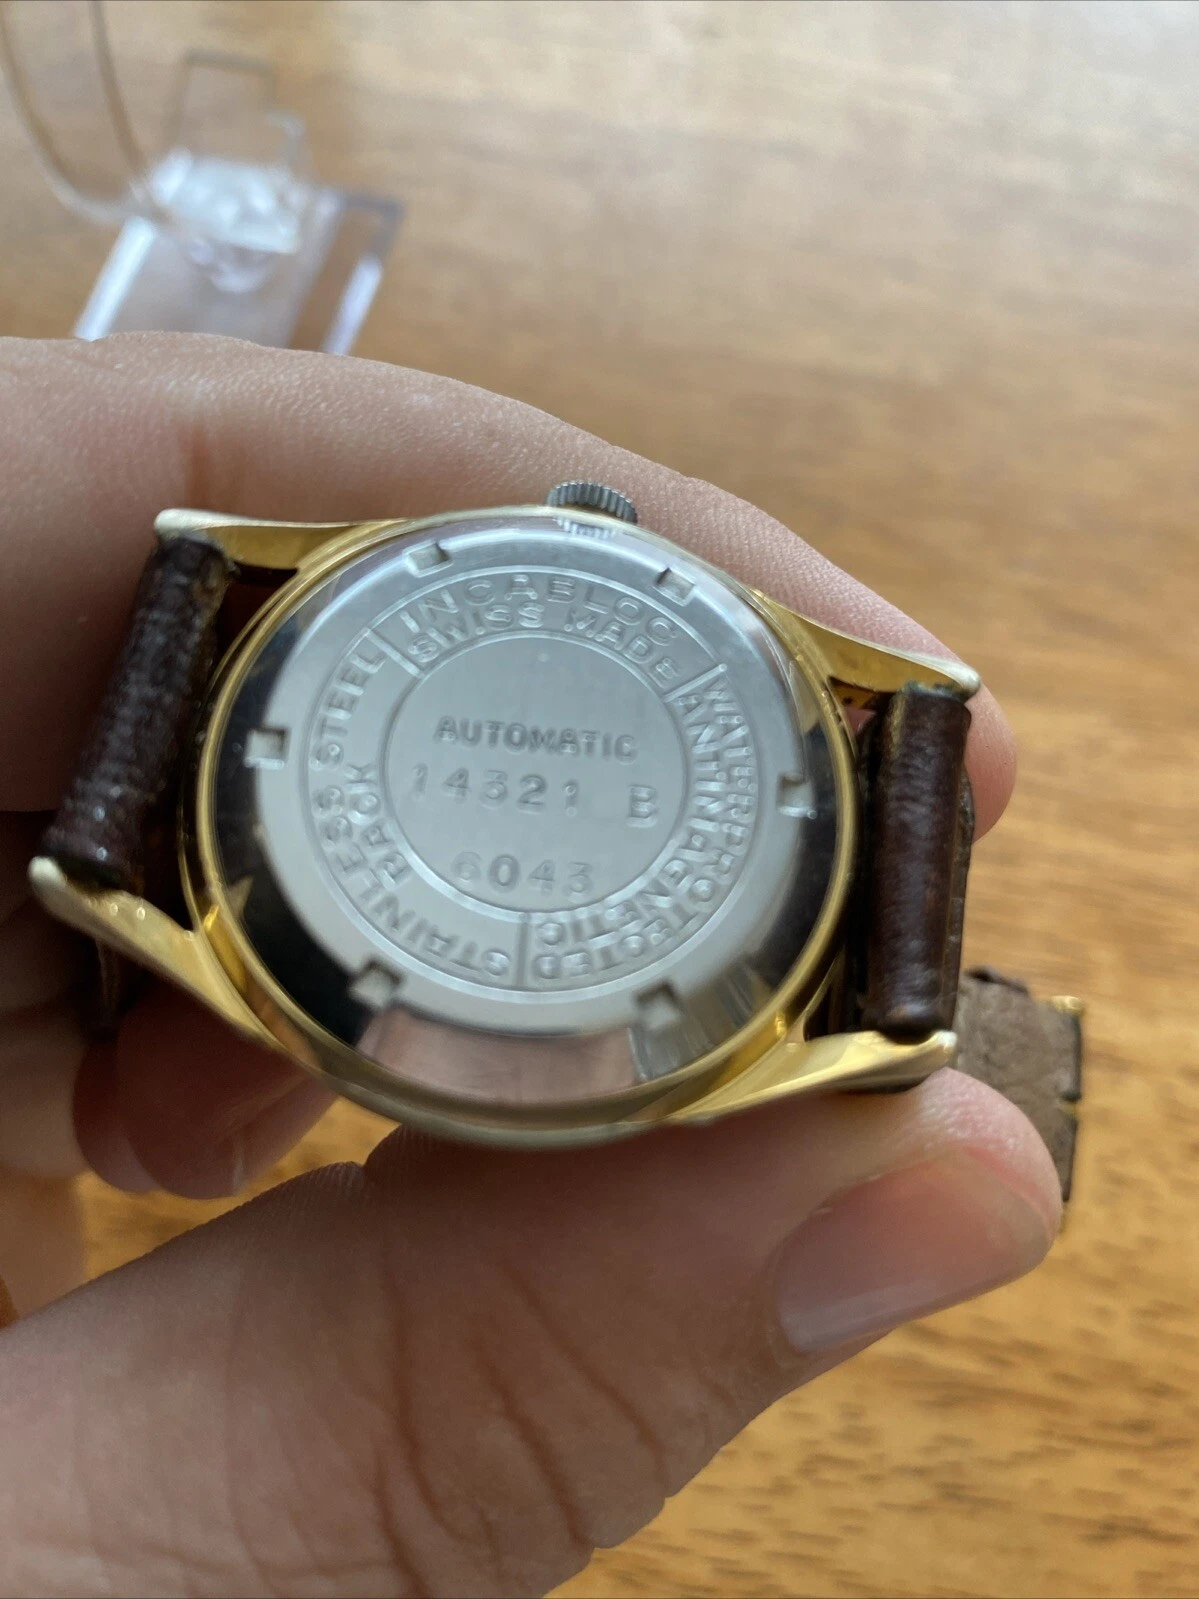 INCABLOC
SWISS MADE
WATERPROTECTED
ANTIMAGNETIC
STAINLESS STEEL
BACK
AUTOMATIC
14321 B
6043